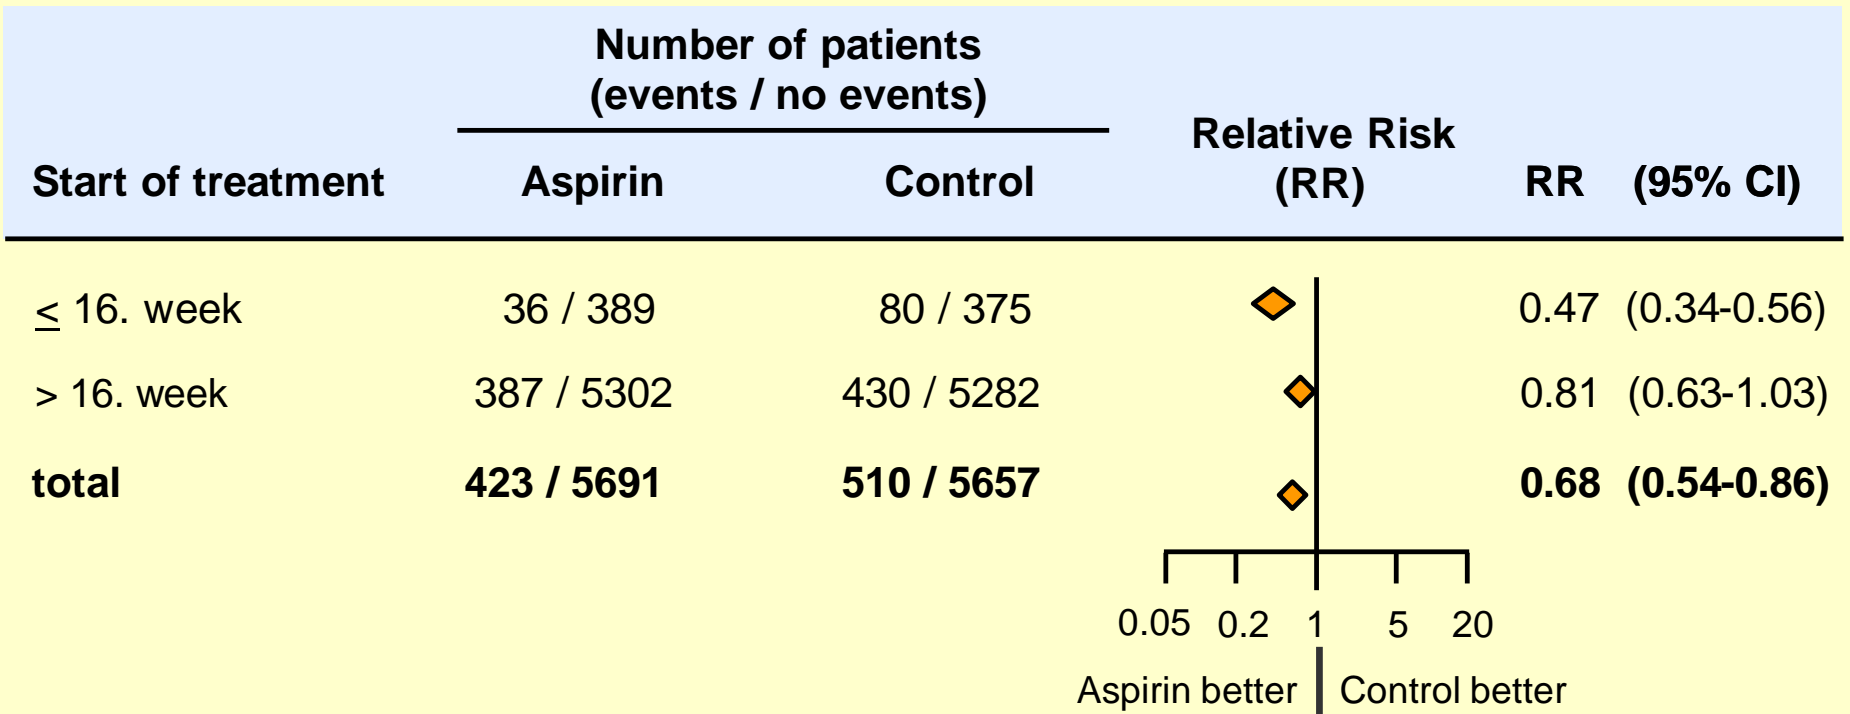 Number of patients
(events / no events)
Relative Risk
(RR)
Start of treatment Aspirin Control RR (95% CI)
≤ 16. week 36 / 389 80 / 375 0.47 (0.34-0.56)
> 16. week 387 / 5302 430 / 5282 0.81 (0.63-1.03)
total 423 / 5691 510 / 5657 0.68 (0.54-0.86)
0.05 0.2 1 5 20
Aspirin better Control better